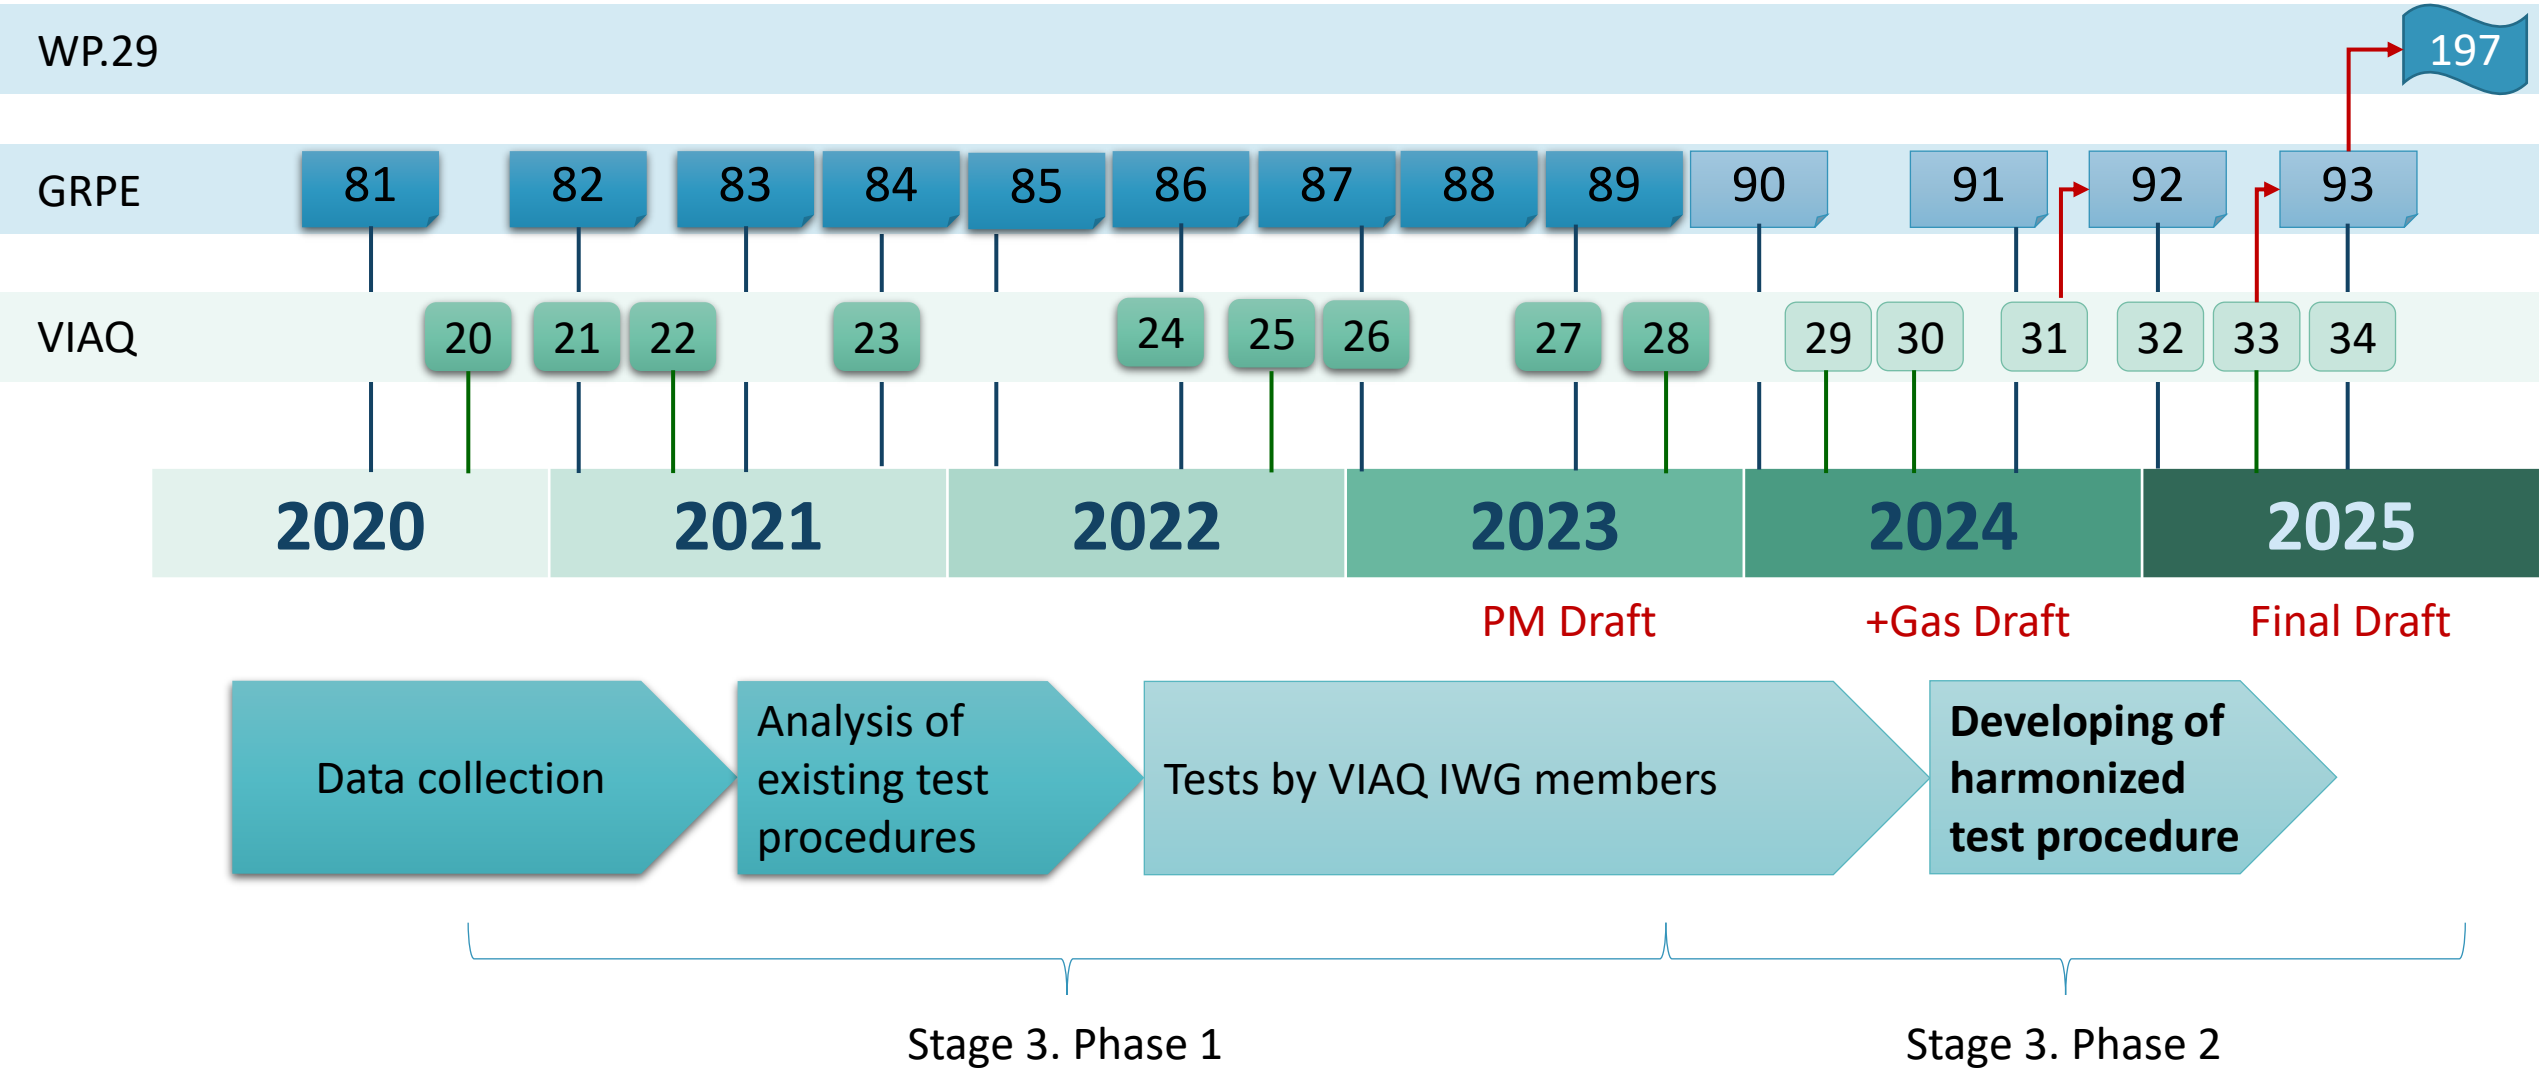 WP.29
197
GRPE
81 82 83 84 85 86 87 88 89 90 91 92 93
VIAQ
20 21 22 23 24 25 26 27 28 29 30 31 32 33 34
2020 2021 2022 2023 2024 2025
PM Draft +Gas Draft Final Draft
Data collection
Analysis of
existing test
procedures
Tests by VIAQ IWG members
Developing of
harmonized
test procedure
Stage 3. Phase 1
Stage 3. Phase 2